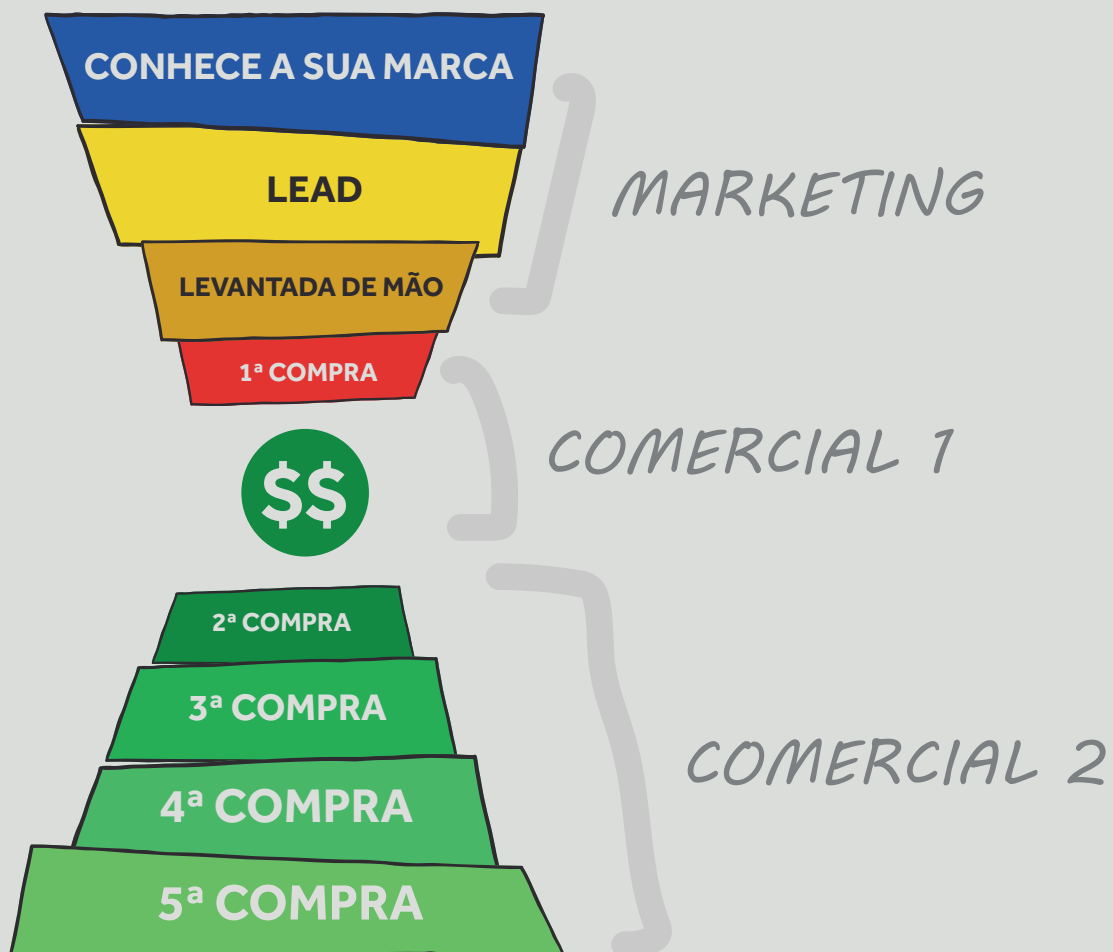 CONHECE A SUA MARCA
LEAD
MARKETING
LEVANTADA DE MÃO
1ª COMPRA
COMERCIAL 1
$$
2ª COMPRA
3ª COMPRA
COMERCIAL 2
4ª COMPRA
5ª COMPRA